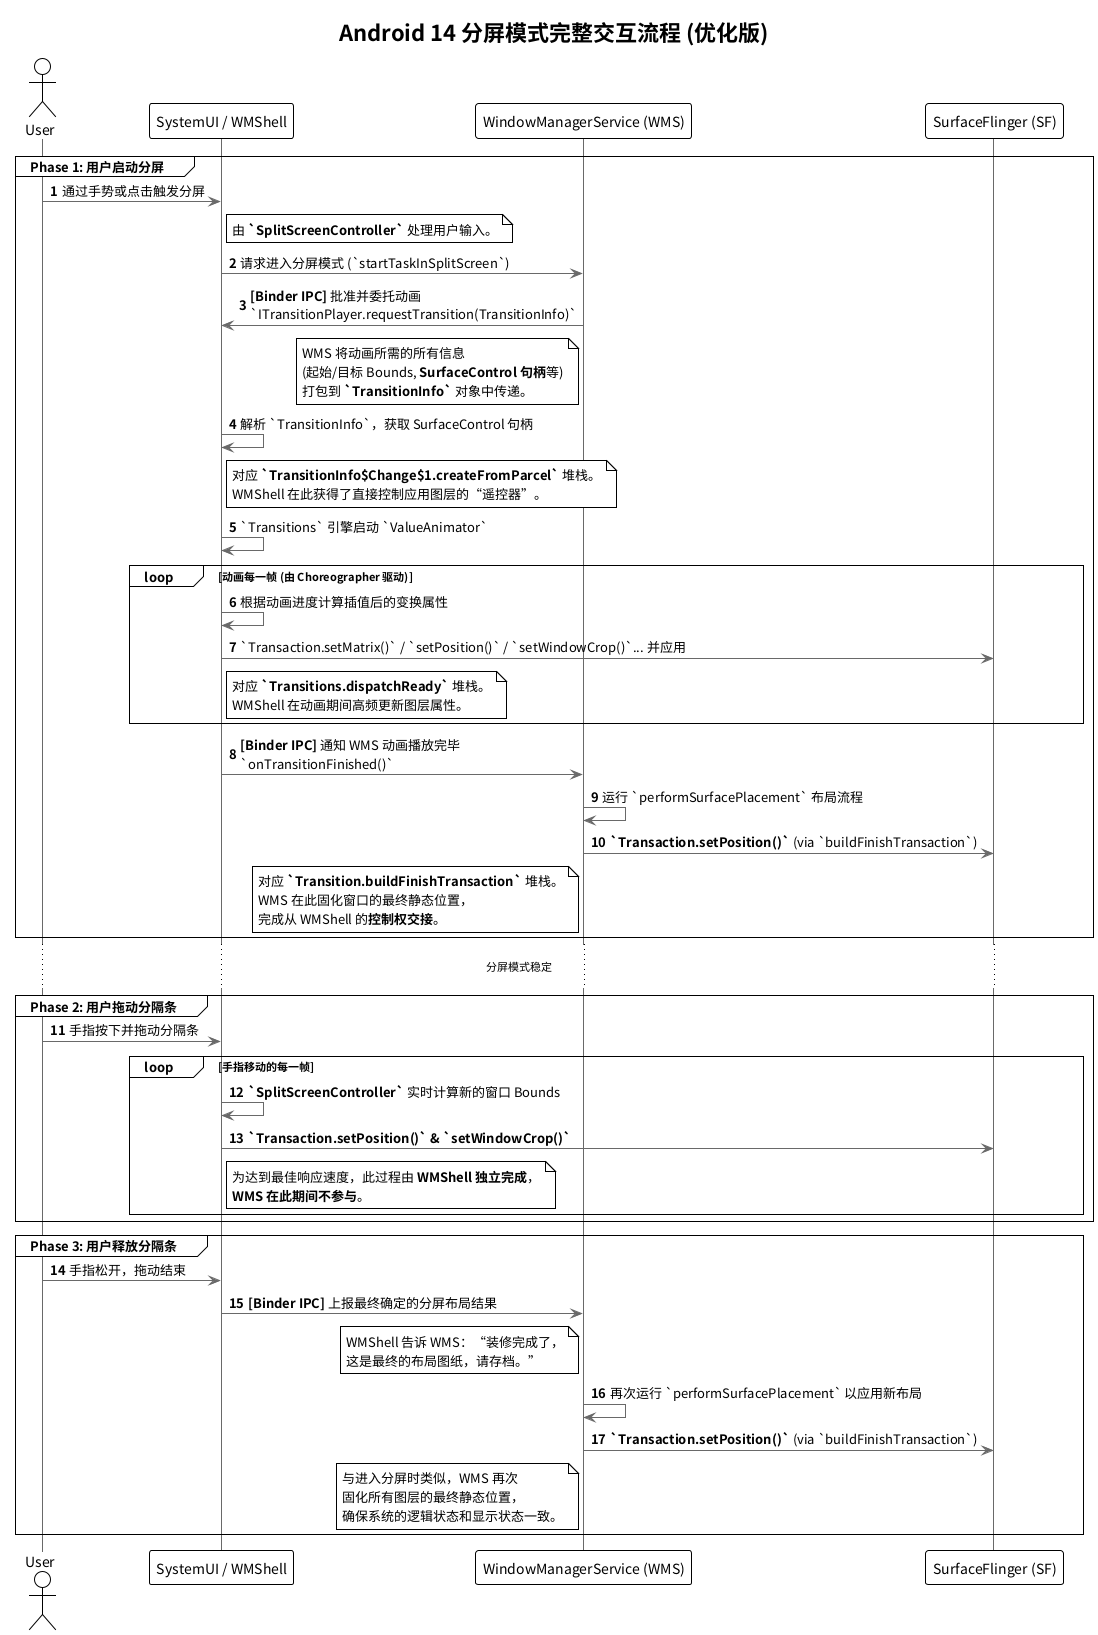 Android 14 分屏模式完整交互流程 (优化版)
User
SystemUI / WMShell
WindowManagerService (WMS)
SurfaceFlinger (SF)
Phase 1: 用户启动分屏
1 通过手势或点击触发分屏
由 `SplitScreenController` 处理用户输入。
2 请求进入分屏模式 (`startTaskInSplitScreen`)
3 [Binder IPC] 批准并委托动画
`ITransitionPlayer.requestTransition(TransitionInfo)`
WMS 将动画所需的所有信息
(起始/目标 Bounds, SurfaceControl 句柄等)
打包到 `TransitionInfo` 对象中传递。
4 解析 `TransitionInfo`，获取 SurfaceControl 句柄
对应 `TransitionInfo$Change$1.createFromParcel` 堆栈。
WMShell 在此获得了直接控制应用图层的“遥控器”。
5 `Transitions` 引擎启动 `ValueAnimator`
loop [动画每一帧 (由 Choreographer 驱动)]
6 根据动画进度计算插值后的变换属性
7 `Transaction.setMatrix()` / `setPosition()` / `setWindowCrop()`... 并应用
对应 `Transitions.dispatchReady` 堆栈。
WMShell 在动画期间高频更新图层属性。
8 [Binder IPC] 通知 WMS 动画播放完毕
`onTransitionFinished()`
9 运行 `performSurfacePlacement` 布局流程
10 `Transaction.setPosition()` (via `buildFinishTransaction`)
对应 `Transition.buildFinishTransaction` 堆栈。
WMS 在此固化窗口的最终静态位置，
完成从 WMShell 的控制权交接。
分屏模式稳定
Phase 2: 用户拖动分隔条
11 手指按下并拖动分隔条
loop [手指移动的每一帧]
12 `SplitScreenController` 实时计算新的窗口 Bounds
13 `Transaction.setPosition()` & `setWindowCrop()`
为达到最佳响应速度，此过程由 WMShell 独立完成，
WMS 在此期间不参与。
Phase 3: 用户释放分隔条
14 手指松开，拖动结束
15 [Binder IPC] 上报最终确定的分屏布局结果
WMShell 告诉 WMS：“装修完成了，
这是最终的布局图纸，请存档。”
16 再次运行 `performSurfacePlacement` 以应用新布局
17 `Transaction.setPosition()` (via `buildFinishTransaction`)
与进入分屏时类似，WMS 再次
固化所有图层的最终静态位置，
确保系统的逻辑状态和显示状态一致。
User
SystemUI / WMShell
WindowManagerService (WMS)
SurfaceFlinger (SF)